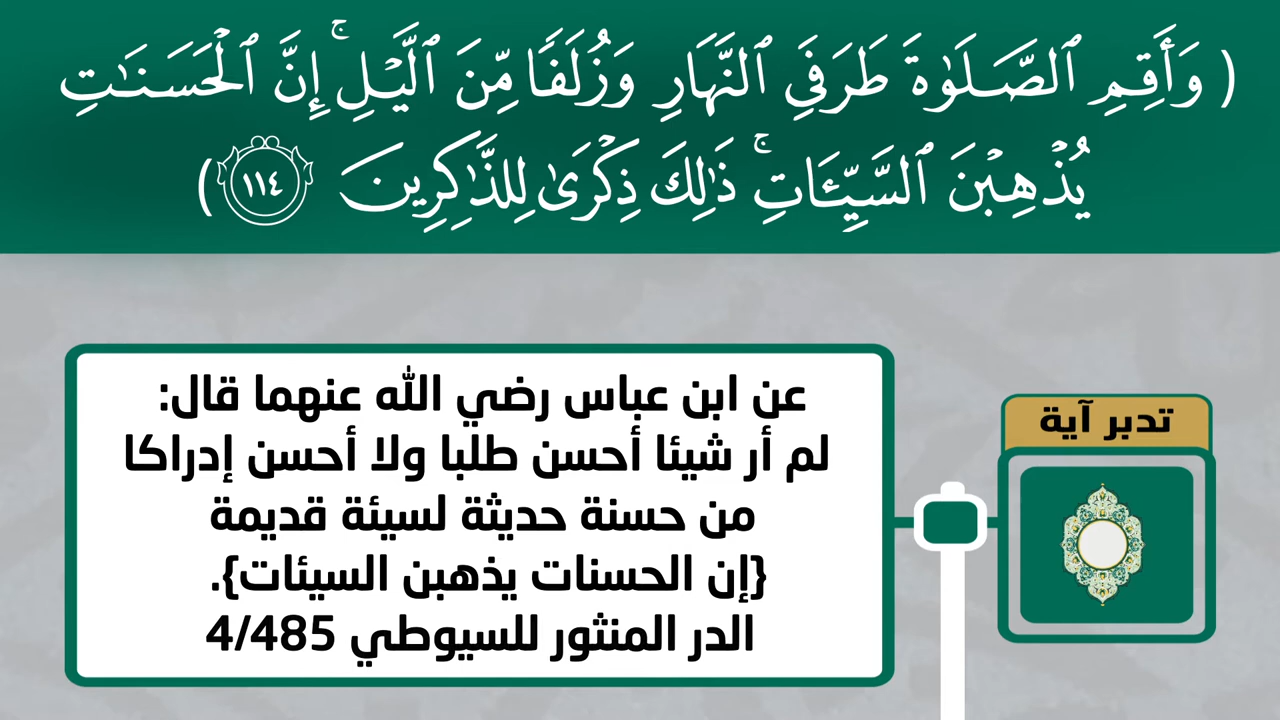 ( وَأَقِمِ ٱلصَّلَوٰةَ طَرَفَيِ ٱلنَّهَارِ وَزُلَفًا مِّنَ ٱلَّيۡلِۚ إِنَّ ٱلۡحَسَنَٰتِ
يُذۡهِبۡنَ ٱلسَّيِّـَٔاتِۚ ذَٰلِكَ ذِكۡرَىٰ لِلذَّٰكِرِينَ ١١٤ )
تدبر آية
عن ابن عباس رضي الله عنهما قال:
لم أر شيئا أحسن طلبا ولا أحسن إدراكا
من حسنة حديثة لسيئة قديمة
{إن الحسنات يذهبن السيئات}.
الدر المنثور للسيوطي 4/485